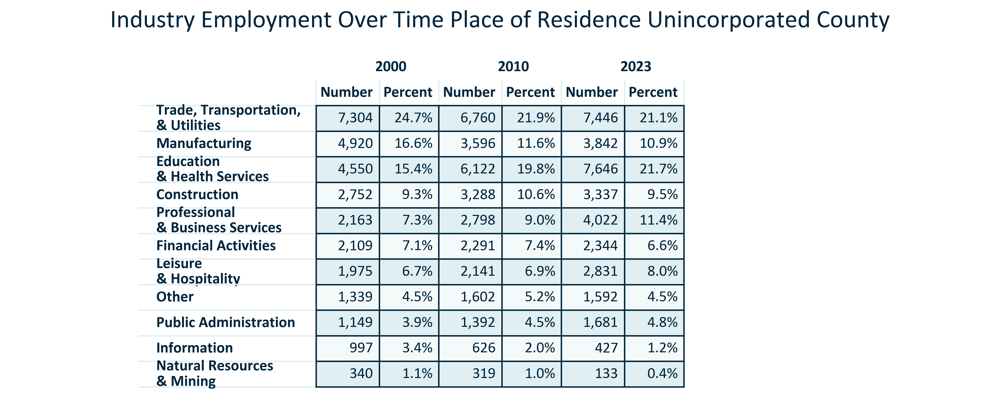 Industry Employment Over Time Place of Residence Unincorporated County
2000 2010 2023
Number Percent Number Percent Number Percent
Trade, Transportation,
& Utilities 7,304 24.7% 6,760 21.9% 7,446 21.1%
Manufacturing 4,920 16.6% 3,596 11.6% 3,842 10.9%
Education
& Health Services 4,550 15.4% 6,122 19.8% 7,646 21.7%
Construction 2,752 9.3% 3,288 10.6% 3,337 9.5%
Professional
& Business Services 2,163 7.3% 2,798 9.0% 4,022 11.4%
Financial Activities 2,109 7.1% 2,291 7.4% 2,344 6.6%
Leisure
& Hospitality 1,975 6.7% 2,141 6.9% 2,831 8.0%
Other 1,339 4.5% 1,602 5.2% 1,592 4.5%
Public Administration 1,149 3.9% 1,392 4.5% 1,681 4.8%
Information 997 3.4% 626 2.0% 427 1.2%
Natural Resources
& Mining 340 1.1% 319 1.0% 133 0.4%